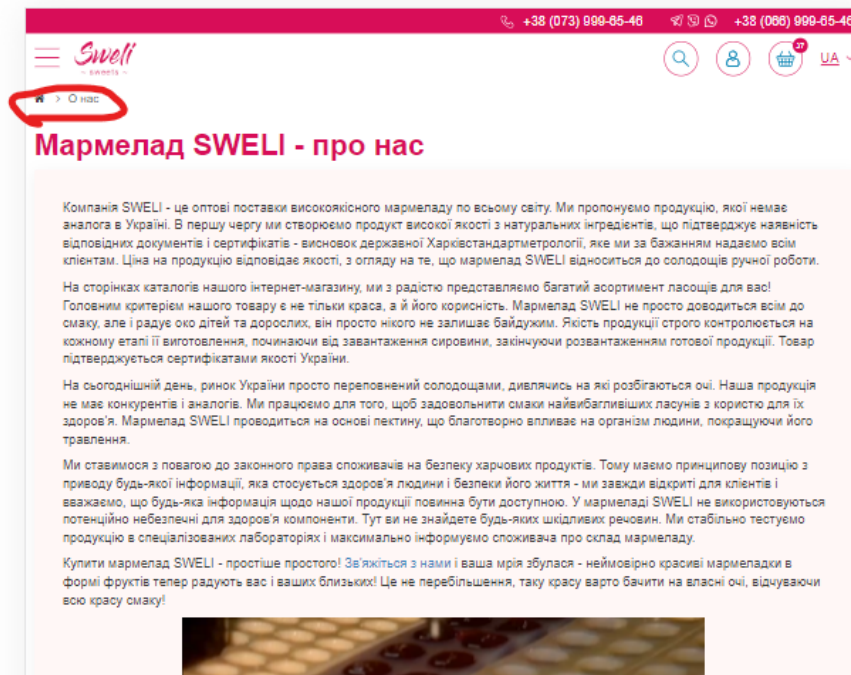 +38 (073) 999-65-46 +38 (066) 999-65-46
Sweli
~ sweets ~
37
UA
> О нас
Мармелад SWELI - про нас
Компанія SWELI - це оптові поставки високоякісного мармеладу по всьому світу. Ми пропонуємо продукцію, якої немає
аналога в Україні. В першу чергу ми створюємо продукт високої якості з натуральних інгредієнтів, що підтверджує наявність
відповідних документів і сертифікатів - висновок державної Харківстандартметрології, яке ми за бажанням надаємо всім
клієнтам. Ціна на продукцію відповідає якості, з огляду на те, що мармелад SWELI відноситься до солодощів ручної роботи.
На сторінках каталогів нашого інтернет-магазину, ми з радістю представляємо багатий асортимент ласощів для вас!
Головним критерієм нашого товару є не тільки краса, а й його корисність. Мармелад SWELI не просто доводиться всім до
смаку, але і радує око дітей та дорослих, він просто нікого не залишає байдужим. Якість продукції строго контролюється на
кожному етапі її виготовлення, починаючи від завантаження сировини, закінчуючи розвантаженням готової продукції. Товар
підтверджується сертифікатами якості України.
На сьогоднішній день, ринок України просто переповнений солодощами, дивлячись на які розбігаються очі. Наша продукція
не має конкурентів і аналогів. Ми працюємо для того, щоб задовольнити смаки найвибагливіших ласунів з користю для їх
здоров'я. Мармелад SWELI проводиться на основі пектину, що благотворно впливає на організм людини, покращуючи його
травлення.
Ми ставимося з повагою до законного права споживачів на безпеку харчових продуктів. Тому маємо принципову позицію з
приводу будь-якої інформації, яка стосується здоров'я людини і безпеки його життя - ми завжди відкриті для клієнтів і
вважаємо, що будь-яка інформація щодо нашої продукції повинна бути доступною. У мармеладі SWELI не використовуються
потенційно небезпечні для здоров'я компоненти. Тут ви не знайдете будь-яких шкідливих речовин. Ми стабільно тестуємо
продукцію в спеціалізованих лабораторіях і максимально інформуємо споживача про склад мармеладу.
Купити мармелад SWELI - простіше простого! Зв'яжіться з нами і ваша мрія збулася - неймовірно красиві мармеладки в
формі фруктів тепер радують вас і ваших близьких! Це не перебільшення, таку красу варто бачити на власні очі, відчуваючи
всю красу смаку!